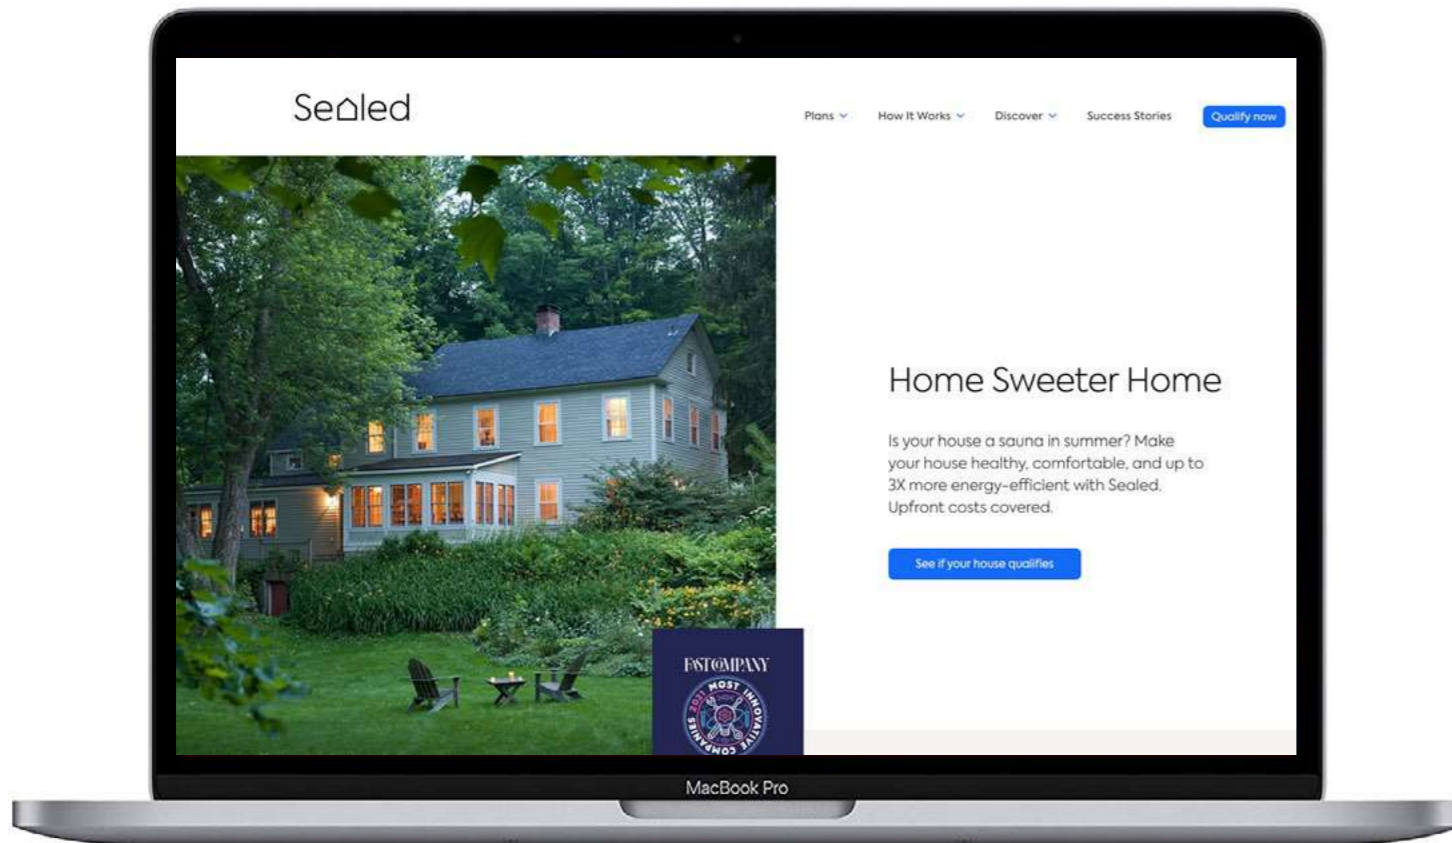 Sealed
Plans
How It Works
Discover
Success Stories
Qualify now
Home Sweeter Home
Is your house a sauna in summer? Make
your house healthy, comfortable, and up to
3X more energy-efficient with Sealed.
Upfront costs covered.
See if your house qualifies
FAST COMPANY
MOST INNOVATIVE COMPANIES 2021
MacBook Pro